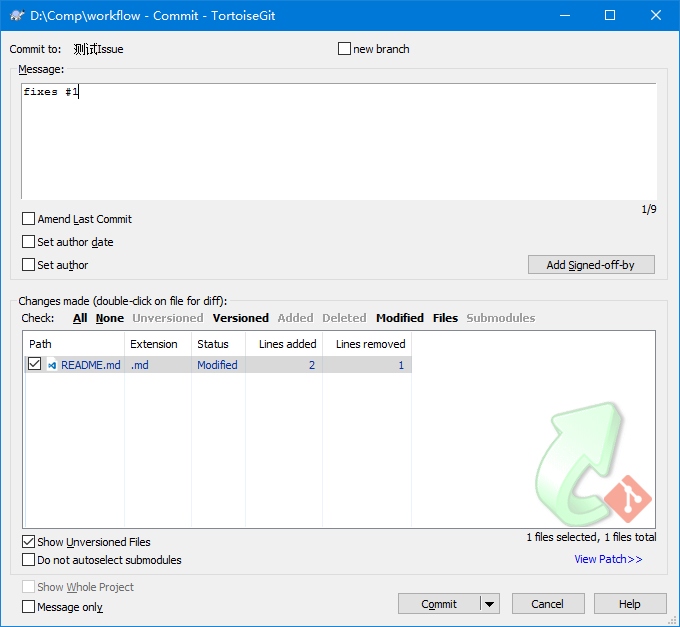 D:\Comp\workflow - Commit - TortoiseGit
Commit to: 测试Issue
new branch
Message:
fixes #1
1/9
Amend Last Commit
Set author date
Set author
Add Signed-off-by
Changes made (double-click on file for diff):
Check: All None Unversioned Versioned Added Deleted Modified Files Submodules
Path Extension Status Lines added Lines removed
README.md .md Modified 2 1
Show Unversioned Files
1 files selected, 1 files total
Do not autoselect submodules
View Patch>>
Show Whole Project
Message only
Commit Cancel Help